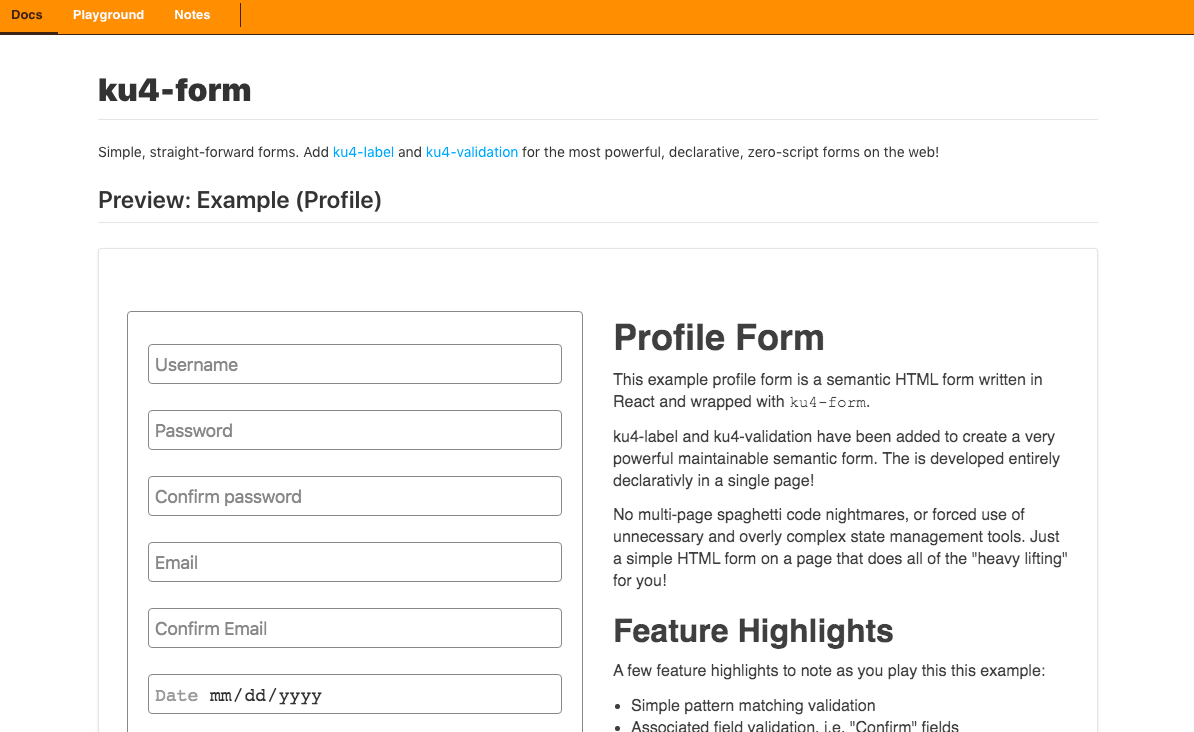 Docs Playground Notes
ku4-form
Simple, straight-forward forms. Add ku4-label and ku4-validation for the most powerful, declarative, zero-script forms on the web!
Preview: Example (Profile)
Username
Password
Confirm password
Email
Confirm Email
Date mm/dd/yyyy
Profile Form
This example profile form is a semantic HTML form written in
React and wrapped with ku4-form.
ku4-label and ku4-validation have been added to create a very
powerful maintainable semantic form. The is developed entirely
declarativly in a single page!
No multi-page spaghetti code nightmares, or forced use of
unnecessary and overly complex state management tools. Just
a simple HTML form on a page that does all of the "heavy lifting"
for you!
Feature Highlights
A few feature highlights to note as you play this this example:
• Simple pattern matching validation
• Associated field validation, i.e. "Confirm" fields